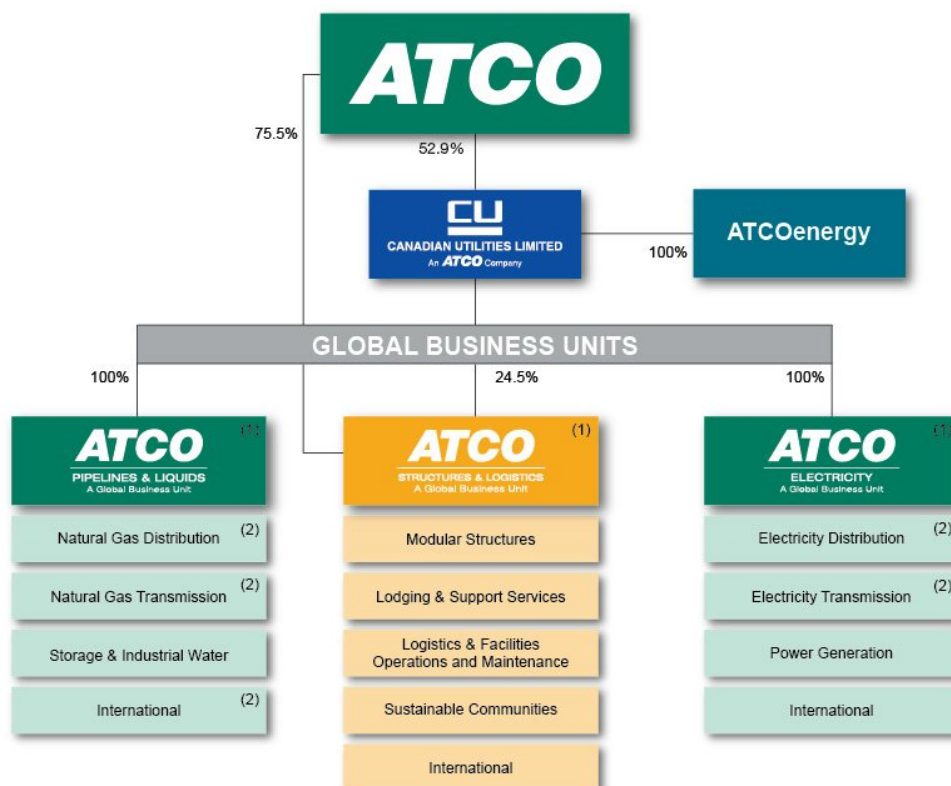 ATCO
75.5%
52.9%
CU
CANADIAN UTILITIES LIMITED
An ATCO Company
100%
ATCOenergy
GLOBAL BUSINESS UNITS
100%
24.5%
100%
ATCO
(1)
PIPELINES & LIQUIDS
A Global Business Unit
Natural Gas Distribution (2)
Natural Gas Transmission (2)
Storage & Industrial Water
International (2)
ATCO
(1)
STRUCTURES & LOGISTICS
A Global Business Unit
Modular Structures
Lodging & Support Services
Logistics & Facilities
Operations and Maintenance
Sustainable Communities
International
ATCO
(1)
ELECTRICITY
A Global Business Unit
Electricity Distribution (2)
Electricity Transmission (2)
Power Generation
International